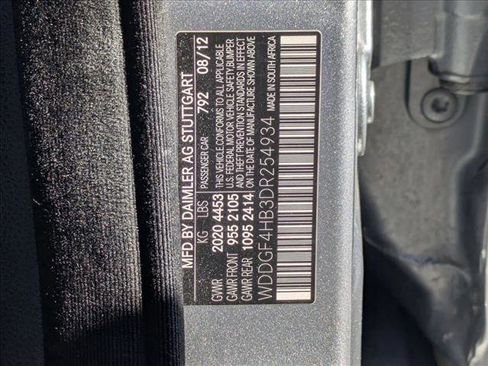 MFD BY DAIMLER AG STUTTGART
PASSENGER CAR 792 08/12
KG LBS
GVWR 2020 4453
GAWR FRONT 955 2105
GAWR REAR 1095 2414
THIS VEHICLE CONFORMS TO ALL APPLICABLE
U.S. FEDERAL MOTOR VEHICLE SAFETY, BUMPER
AND THEFT PREVENTION STANDARDS IN EFFECT
ON THE DATE OF MANUFACTURE SHOWN ABOVE.
WDDGF4HB3DR254934 MADE IN SOUTH AFRICA